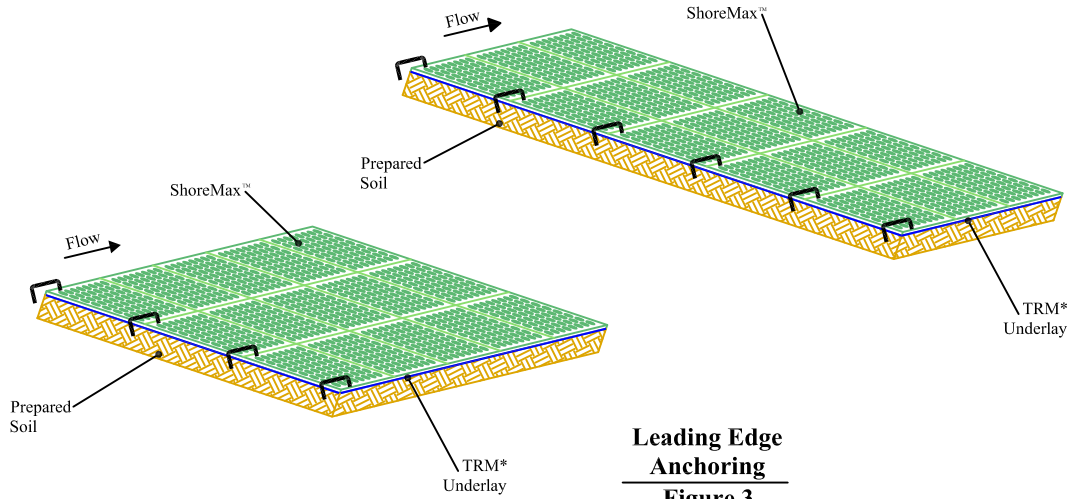 Flow
ShoreMax™
Prepared
Soil
TRM*
Underlay
ShoreMax™
Flow
Prepared
Soil
TRM*
Underlay
Leading Edge
Anchoring
Figure 3